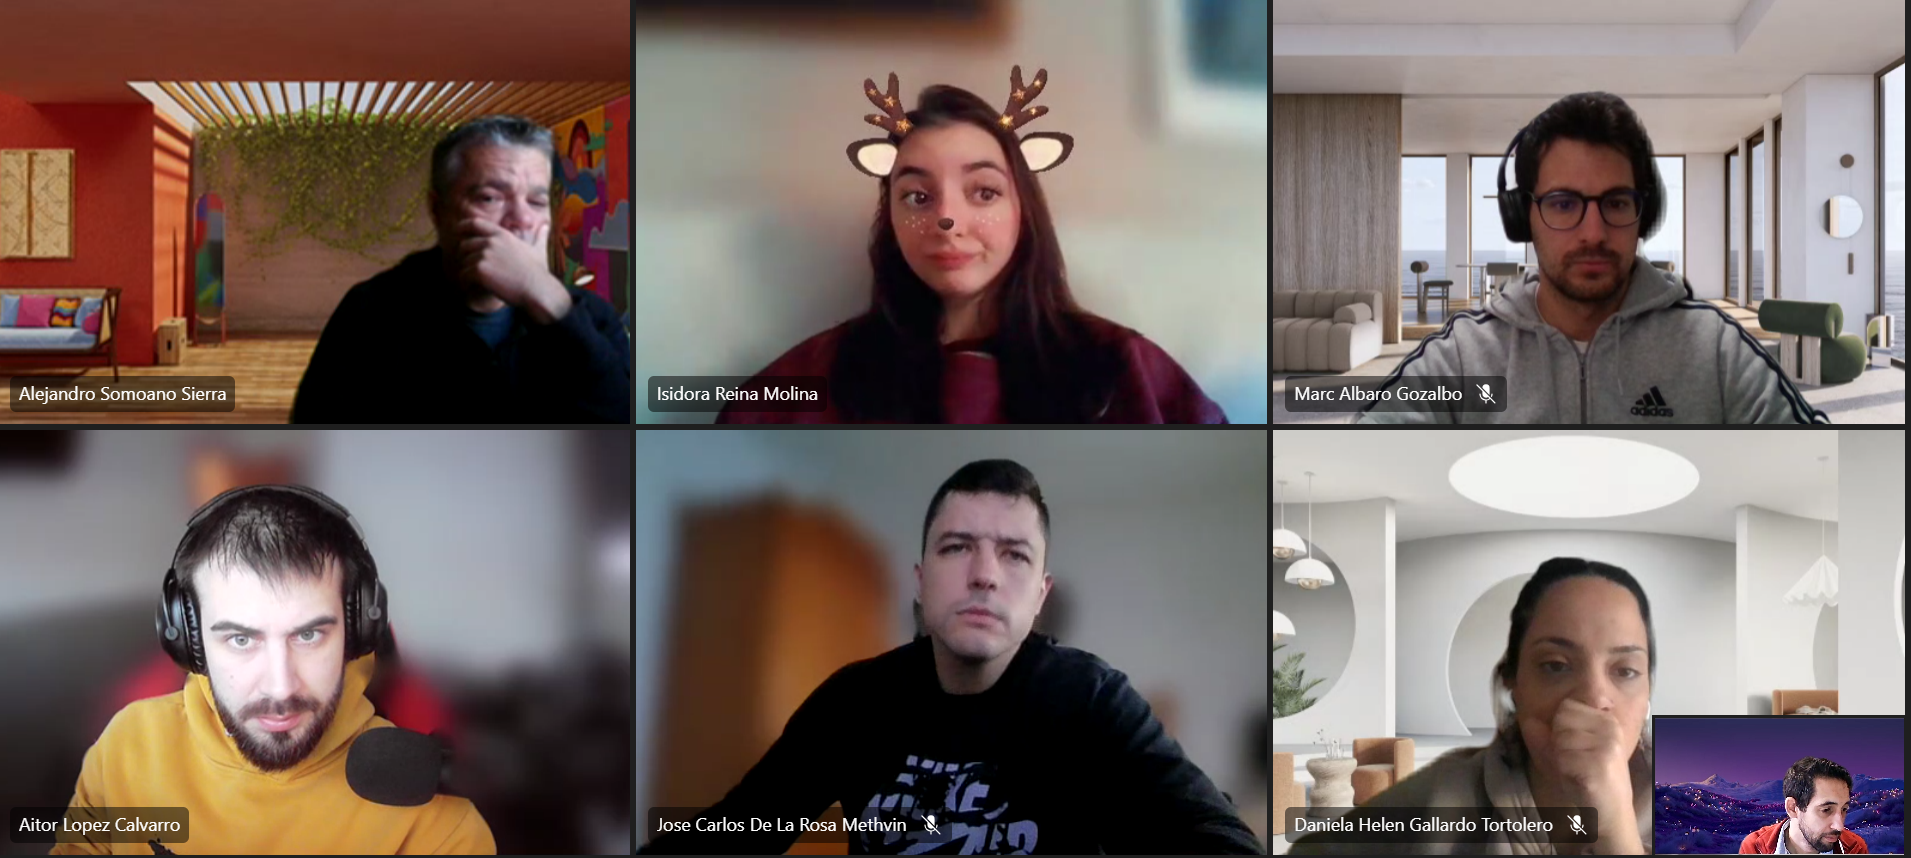 Alejandro Somoano Sierra
Isidora Reina Molina
Marc Albaro Gozalbo
adidas
Aitor Lopez Calvarro
Jose Carlos De La Rosa Methvin
Daniela Helen Gallardo Tortolero